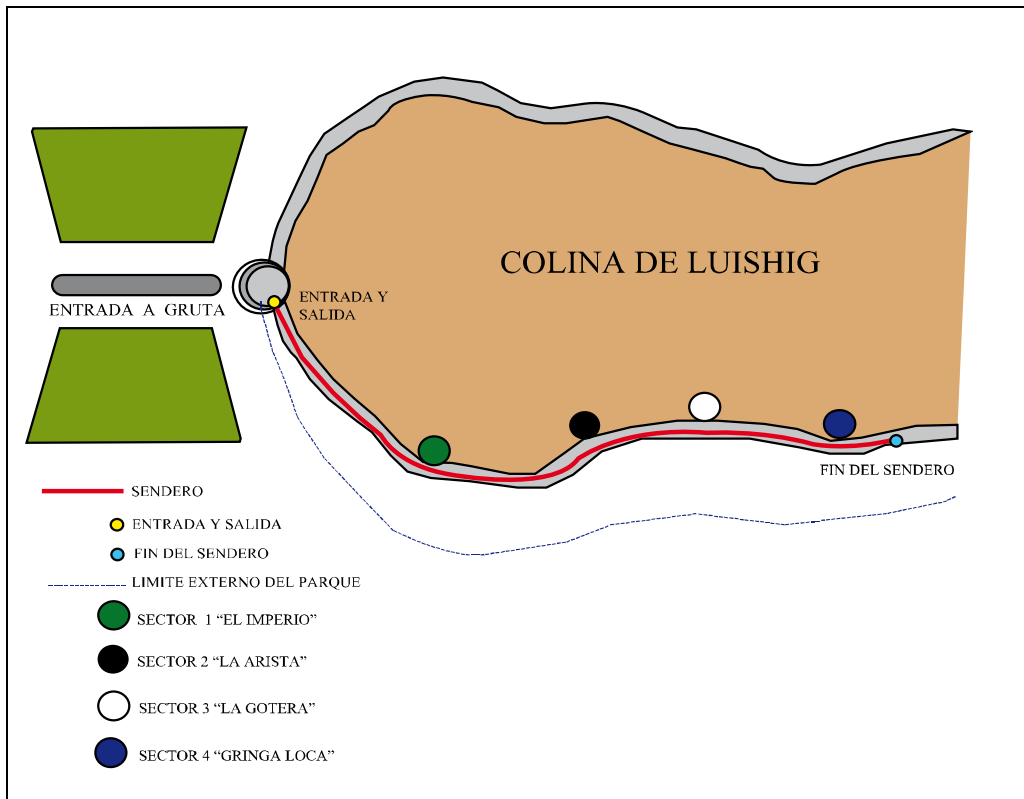 COLINA DE LUISHIG
ENTRADA Y
SALIDA
ENTRADA A GRUTA
FIN DEL SENDERO
SENDERO
ENTRADA Y SALIDA
FIN DEL SENDERO
LIMITE EXTERNO DEL PARQUE
SECTOR 1 “EL IMPERIO”
SECTOR 2 “LA ARISTA”
SECTOR 3 “LA GOTERA”
SECTOR 4 “GRINGA LOCA”